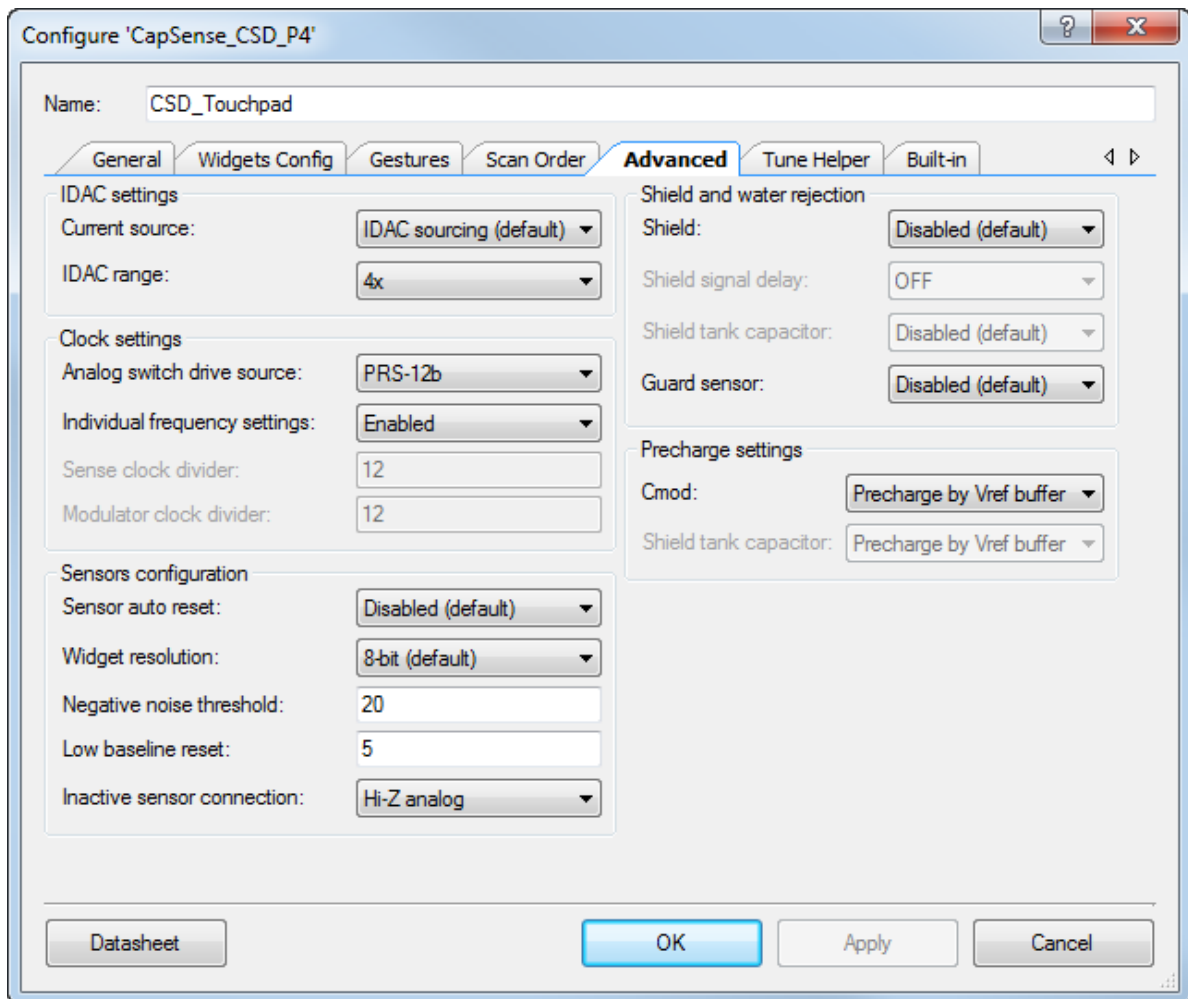 Configure 'CapSense_CSD_P4'
Name: CSD_Touchpad
General Widgets Config Gestures Scan Order Advanced Tune Helper Built-in
IDAC settings
Current source: IDAC sourcing (default)
IDAC range: 4x
Clock settings
Analog switch drive source: PRS-12b
Individual frequency settings: Enabled
Sense clock divider: 12
Modulator clock divider: 12
Sensors configuration
Sensor auto reset: Disabled (default)
Widget resolution: 8-bit (default)
Negative noise threshold: 20
Low baseline reset: 5
Inactive sensor connection: Hi-Z analog
Shield and water rejection
Shield: Disabled (default)
Shield signal delay: OFF
Shield tank capacitor: Disabled (default)
Guard sensor: Disabled (default)
Precharge settings
Cmod: Precharge by Vref buffer
Shield tank capacitor: Precharge by Vref buffer
Datasheet OK Apply Cancel